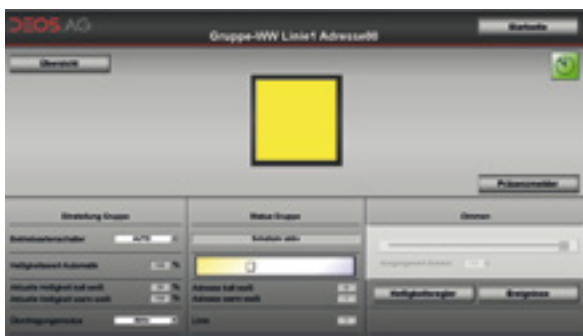 DEOS AG
Gruppe-WW Linie1 Adresse00
Startseite
Übersicht
Präsenzmelder
Einstellung Gruppe
Status Gruppe
Dimmen
Betriebsartenschalter AUTO
Schalten aktiv
Helligkeitswert Automatik %
Aktuelle Helligkeit kalt weiß %
Aktuelle Helligkeit warm weiß %
Adresse kalt weiß
Adresse warm weiß
Helligkeitsregler
Ereignisse
Übertragungsmodus
Linie